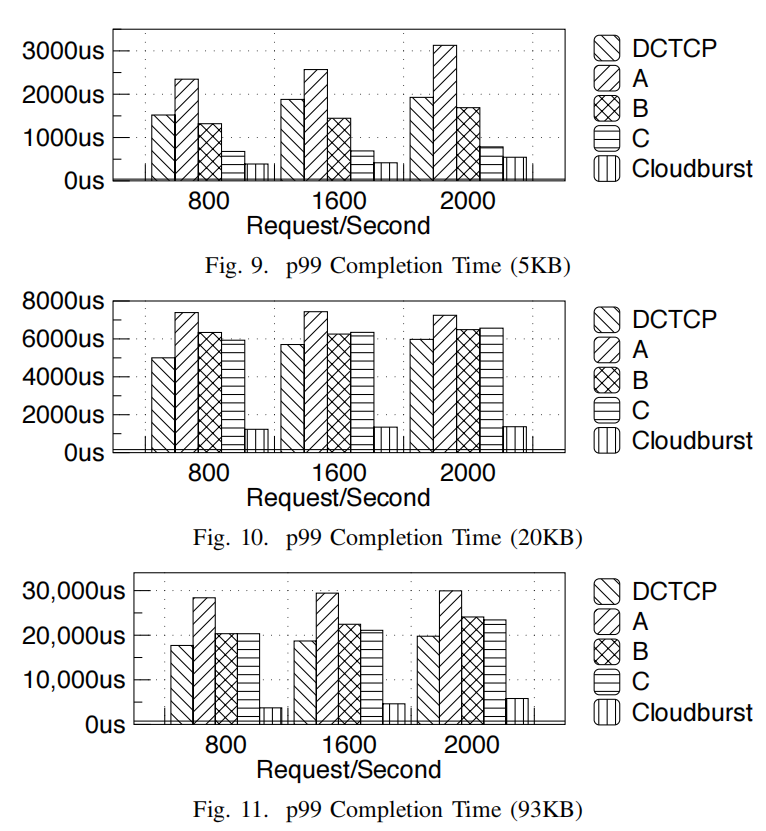 3000us
2000us
1000us
0us
800 1600 2000
Request/Second
DCTCP
A
B
C
Cloudburst
Fig. 9. p99 Completion Time (5KB)
8000us
6000us
4000us
2000us
0us
800 1600 2000
Request/Second
DCTCP
A
B
C
Cloudburst
Fig. 10. p99 Completion Time (20KB)
30,000us
20,000us
10,000us
0us
800 1600 2000
Request/Second
DCTCP
A
B
C
Cloudburst
Fig. 11. p99 Completion Time (93KB)